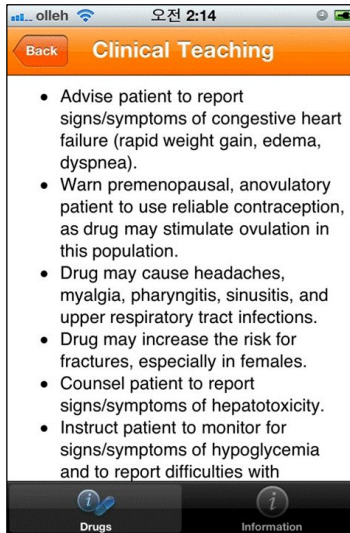 olleh 오전 2:14
Back Clinical Teaching
• Advise patient to report
signs/symptoms of congestive heart
failure (rapid weight gain, edema,
dyspnea).
• Warn premenopausal, anovulatory
patient to use reliable contraception,
as drug may stimulate ovulation in
this population.
• Drug may cause headaches,
myalgia, pharyngitis, sinusitis, and
upper respiratory tract infections.
• Drug may increase the risk for
fractures, especially in females.
• Counsel patient to report
signs/symptoms of hepatotoxicity.
• Instruct patient to monitor for
signs/symptoms of hypoglycemia
and to report difficulties with
Drugs Information